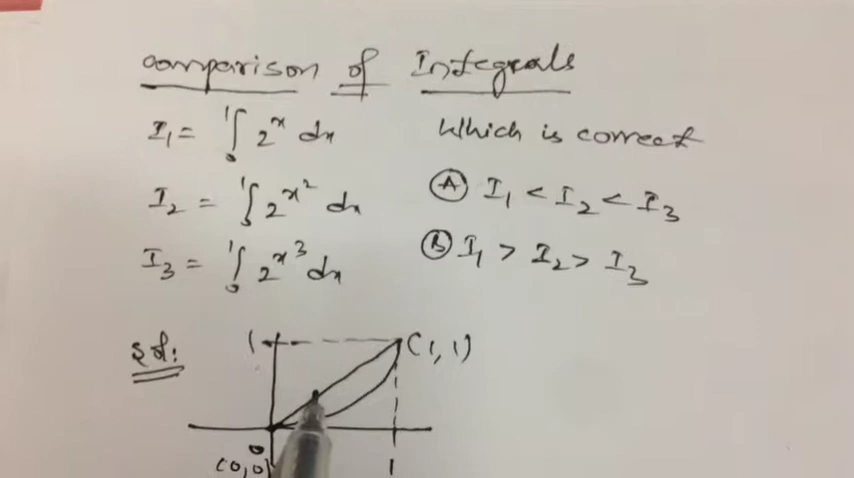 comparison of Integrals
I₁ = ∫₀¹ 2^x dx Which is correct
I₂ = ∫₀¹ 2^x² dx Ⓐ I₁ < I₂ < I₃
I₃ = ∫₀¹ 2^x³ dx Ⓑ I₁ > I₂ > I₃
Sol:
1 (1, 1)
0
(0,0) 1